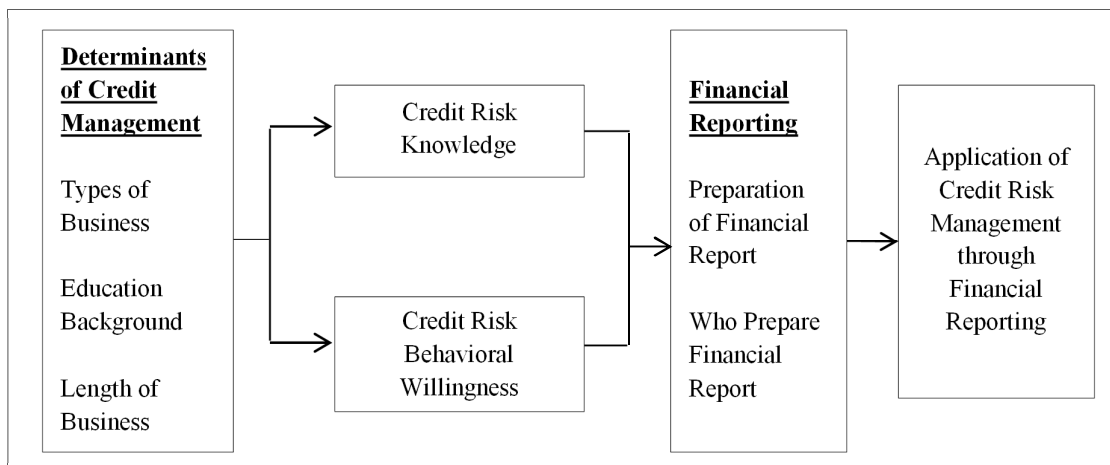 Determinants
of Credit
Management
Types of
Business
Education
Background
Length of
Business
Credit Risk
Knowledge
Credit Risk
Behavioral
Willingness
Financial
Reporting
Preparation
of Financial
Report
Who Prepare
Financial
Report
Application of
Credit Risk
Management
through
Financial
Reporting